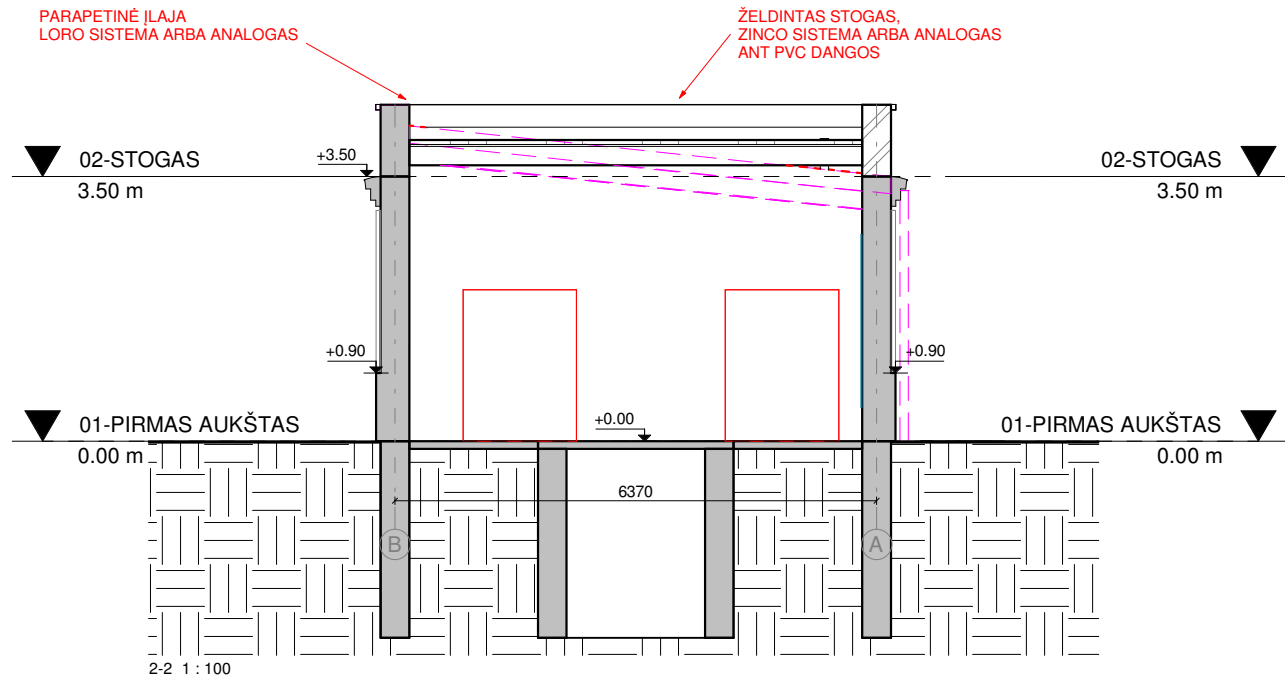 PARAPETINĖ ĮLAJA
LORO SISTEMA ARBA ANALOGAS
ŽELDINTAS STOGAS,
ZINCO SISTEMA ARBA ANALOGAS
ANT PVC DANGOS
02-STOGAS
3.50 m
+3.50
02-STOGAS
3.50 m
+0.90
+0.90
01-PIRMAS AUKŠTAS
0.00 m
+0.00
01-PIRMAS AUKŠTAS
0.00 m
6370
B
A
2-2 1 : 100